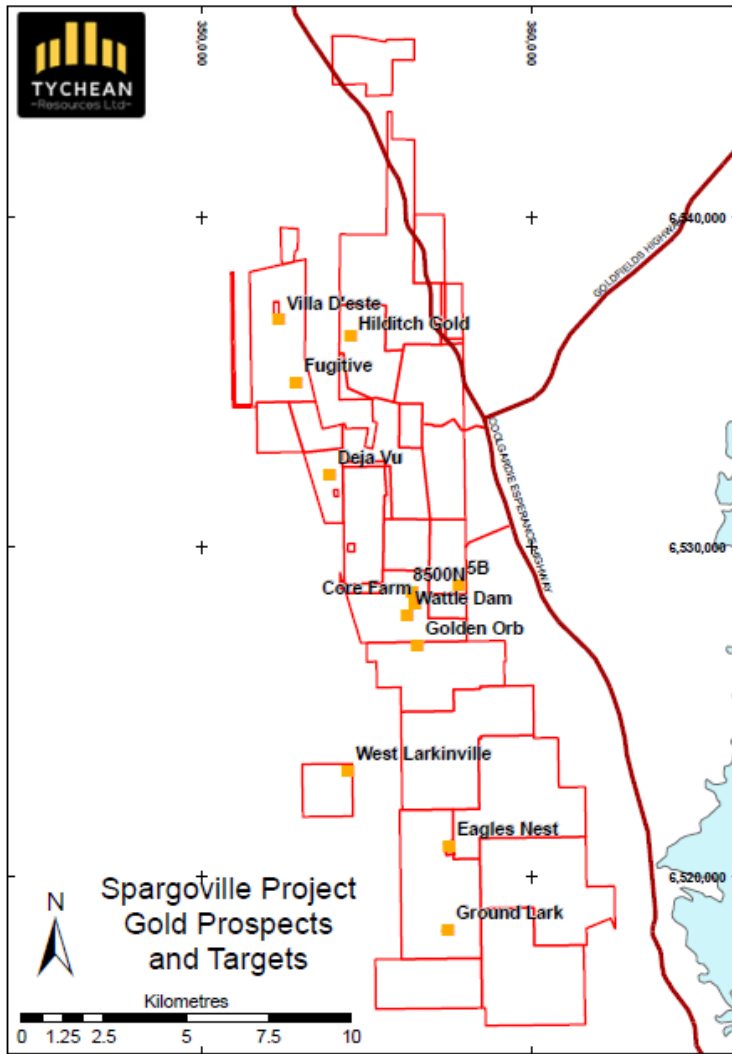 TYCHEAN
-Resources Ltd-
350,000
360,000
6,540,000
GOLDFIELDS HIGHWAY
Villa D'este
Hilditch Gold
Fugitive
COOLGARDIE ESPERANCE HIGHWAY
Deja Vu
6,530,000
8500N
5B
Core Farm
Wattle Dam
Golden Orb
West Larkinville
Eagles Nest
6,520,000
Ground Lark
N
Spargoville Project
Gold Prospects
and Targets
Kilometres
0 1.25 2.5 5 7.5 10